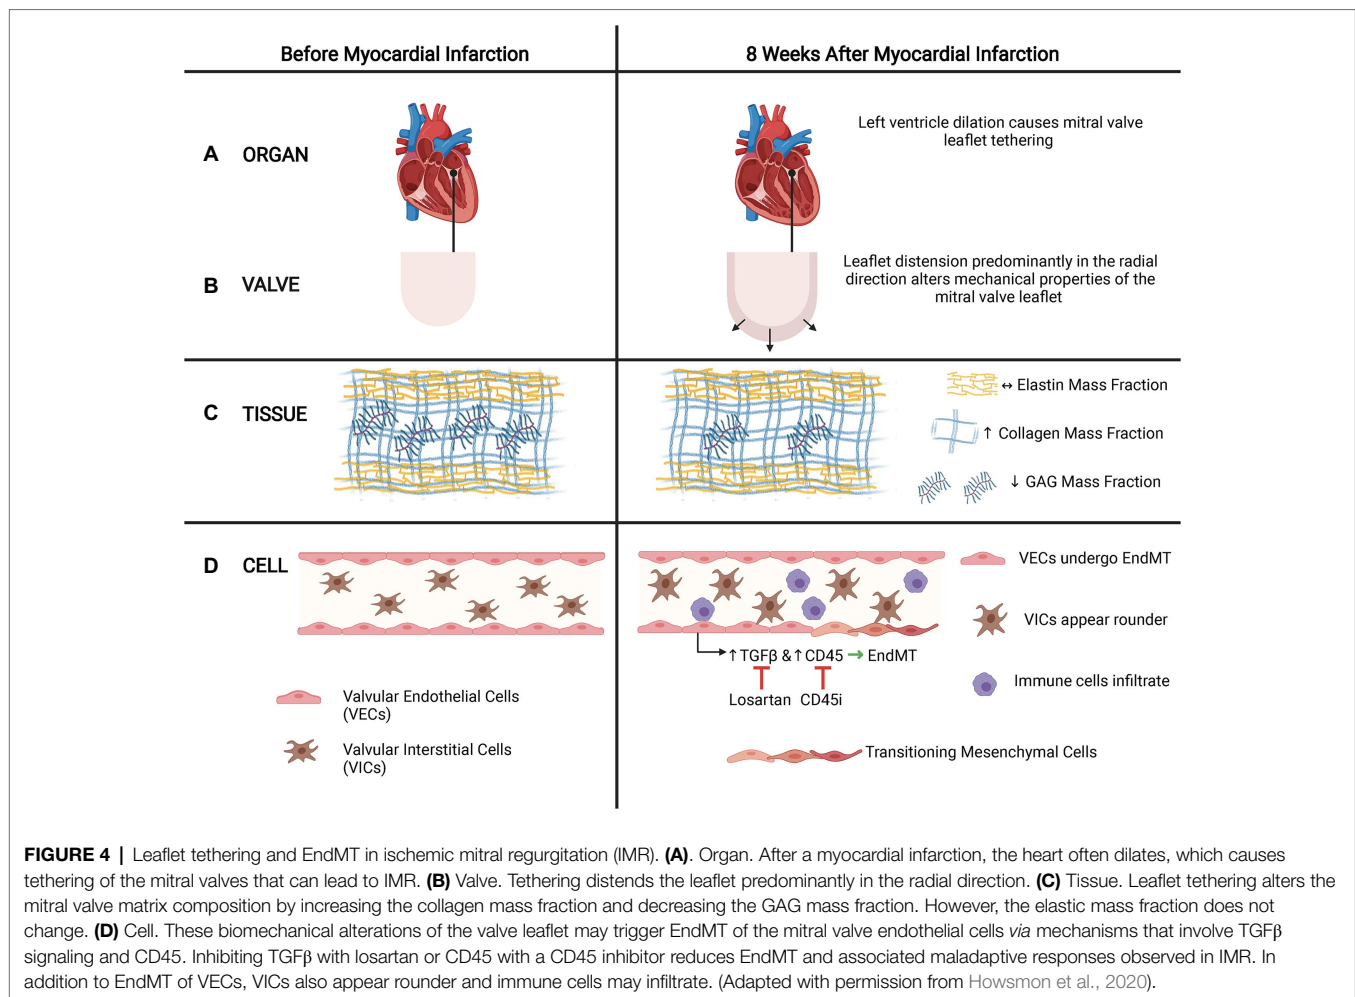 Before Myocardial Infarction
8 Weeks After Myocardial Infarction
A ORGAN
Left ventricle dilation causes mitral valve
leaflet tethering
B VALVE
Leaflet distension predominantly in the radial
direction alters mechanical properties of the
mitral valve leaflet
C TISSUE
↔ Elastin Mass Fraction
↑ Collagen Mass Fraction
↓ GAG Mass Fraction
D CELL
VECs undergo EndMT
VICs appear rounder
↑TGFβ &↑CD45 → EndMT
Losartan CD45i
Immune cells infiltrate
Valvular Endothelial Cells
(VECs)
Valvular Interstitial Cells
(VICs)
Transitioning Mesenchymal Cells
FIGURE 4 | Leaflet tethering and EndMT in ischemic mitral regurgitation (IMR). (A). Organ. After a myocardial infarction, the heart often dilates, which causes
tethering of the mitral valves that can lead to IMR. (B) Valve. Tethering distends the leaflet predominantly in the radial direction. (C) Tissue. Leaflet tethering alters the
mitral valve matrix composition by increasing the collagen mass fraction and decreasing the GAG mass fraction. However, the elastic mass fraction does not
change. (D) Cell. These biomechanical alterations of the valve leaflet may trigger EndMT of the mitral valve endothelial cells via mechanisms that involve TGFβ
signaling and CD45. Inhibiting TGFβ with losartan or CD45 with a CD45 inhibitor reduces EndMT and associated maladaptive responses observed in IMR. In
addition to EndMT of VECs, VICs also appear rounder and immune cells may infiltrate. (Adapted with permission from Howsmon et al., 2020).